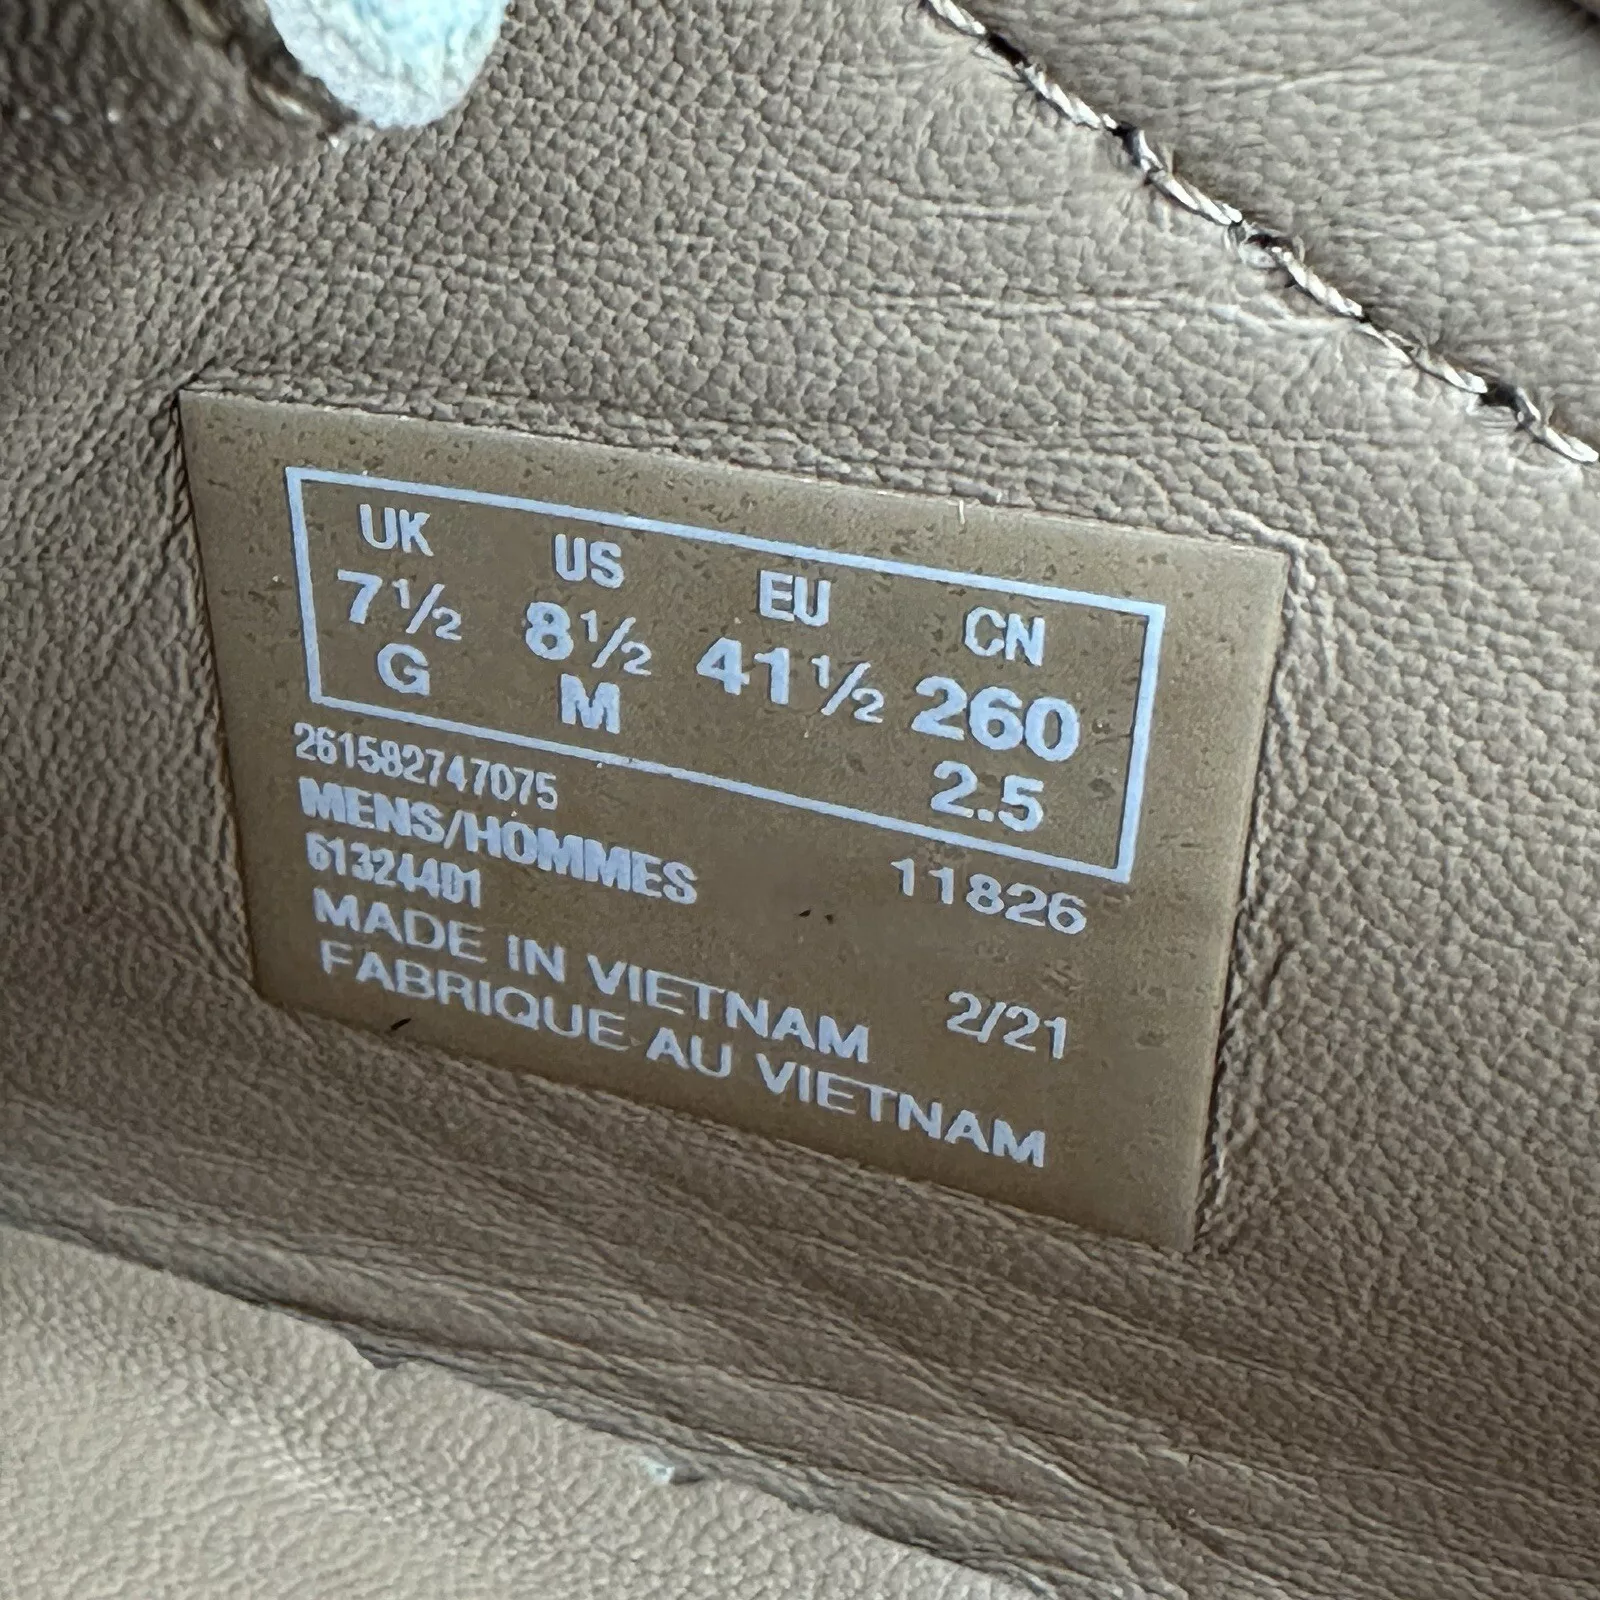 UK US EU CN
7½ 8½ 41½ 260
G M 2.5
261582747075
MENS/HOMMES 11826
61324401
MADE IN VIETNAM 2/21
FABRIQUE AU VIETNAM